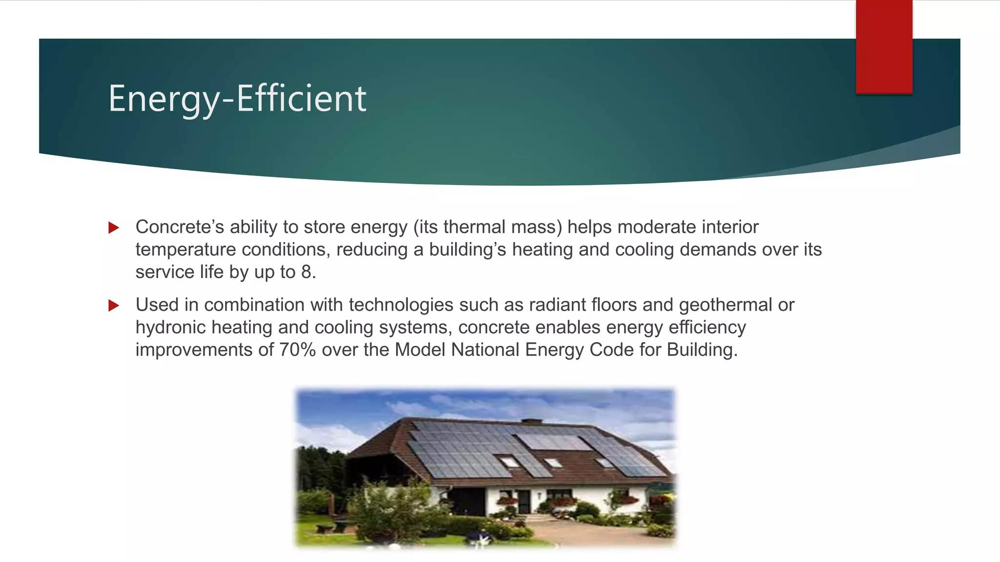 Energy-Efficient
Concrete’s ability to store energy (its thermal mass) helps moderate interior
temperature conditions, reducing a building’s heating and cooling demands over its
service life by up to 8.
Used in combination with technologies such as radiant floors and geothermal or
hydronic heating and cooling systems, concrete enables energy efficiency
improvements of 70% over the Model National Energy Code for Building.